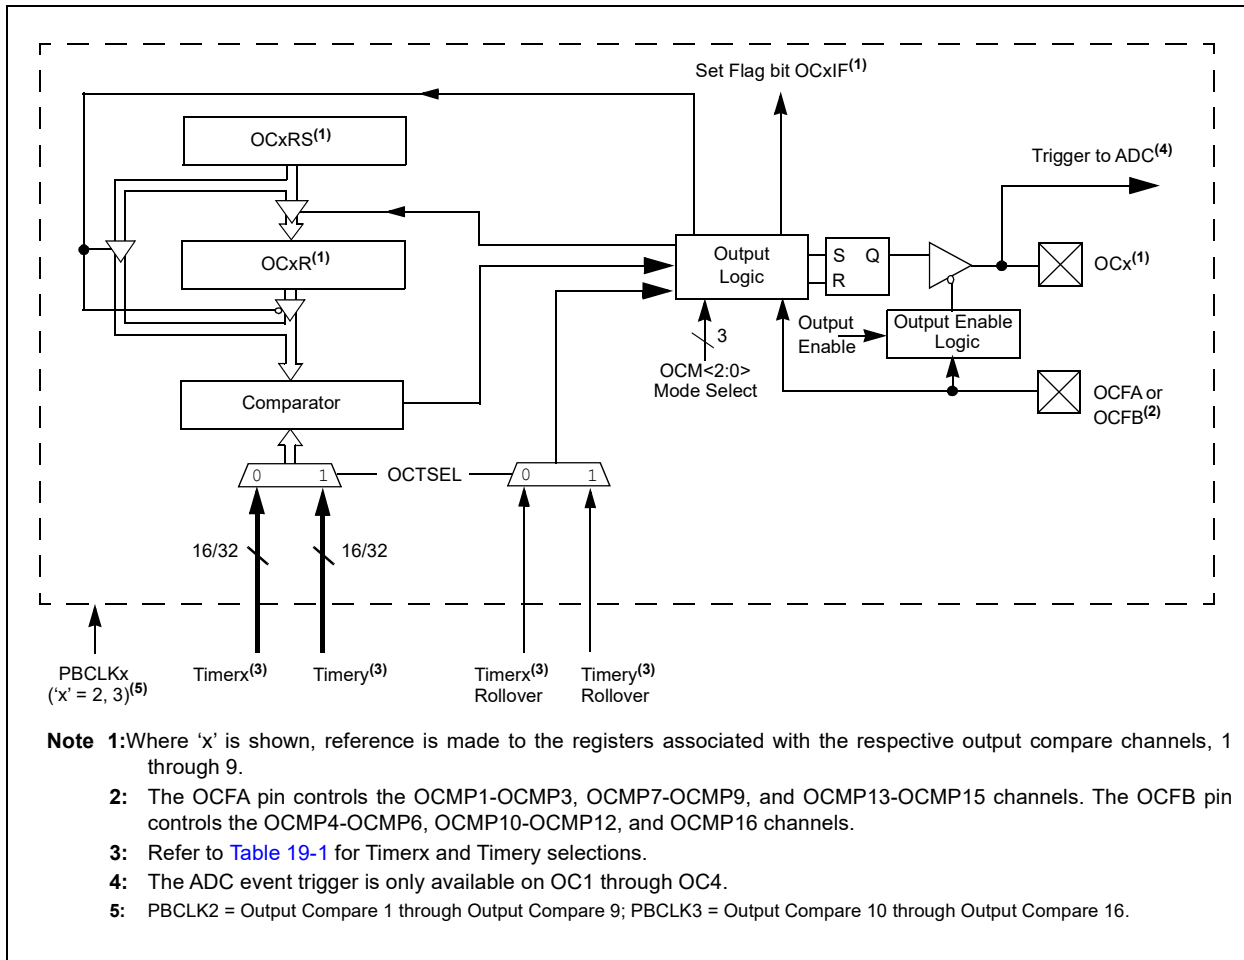 Set Flag bit OCxIF(1)
OCxRS(1)
Trigger to ADC(4)
OCxR(1)
Output
Logic
S Q
R
OCx(1)
3
Output
Enable
Output Enable
Logic
OCM<2:0>
Mode Select
Comparator
OCFA or
OCFB(2)
0 1
OCTSEL
0 1
16/32
16/32
PBCLKx
(‘x’ = 2, 3)(5)
Timerx(3)
Timery(3)
Timerx(3)
Rollover
Timery(3)
Rollover
Note 1:Where ‘x’ is shown, reference is made to the registers associated with the respective output compare channels, 1
through 9.
2: The OCFA pin controls the OCMP1-OCMP3, OCMP7-OCMP9, and OCMP13-OCMP15 channels. The OCFB pin
controls the OCMP4-OCMP6, OCMP10-OCMP12, and OCMP16 channels.
3: Refer to Table 19-1 for Timerx and Timery selections.
4: The ADC event trigger is only available on OC1 through OC4.
5: PBCLK2 = Output Compare 1 through Output Compare 9; PBCLK3 = Output Compare 10 through Output Compare 16.